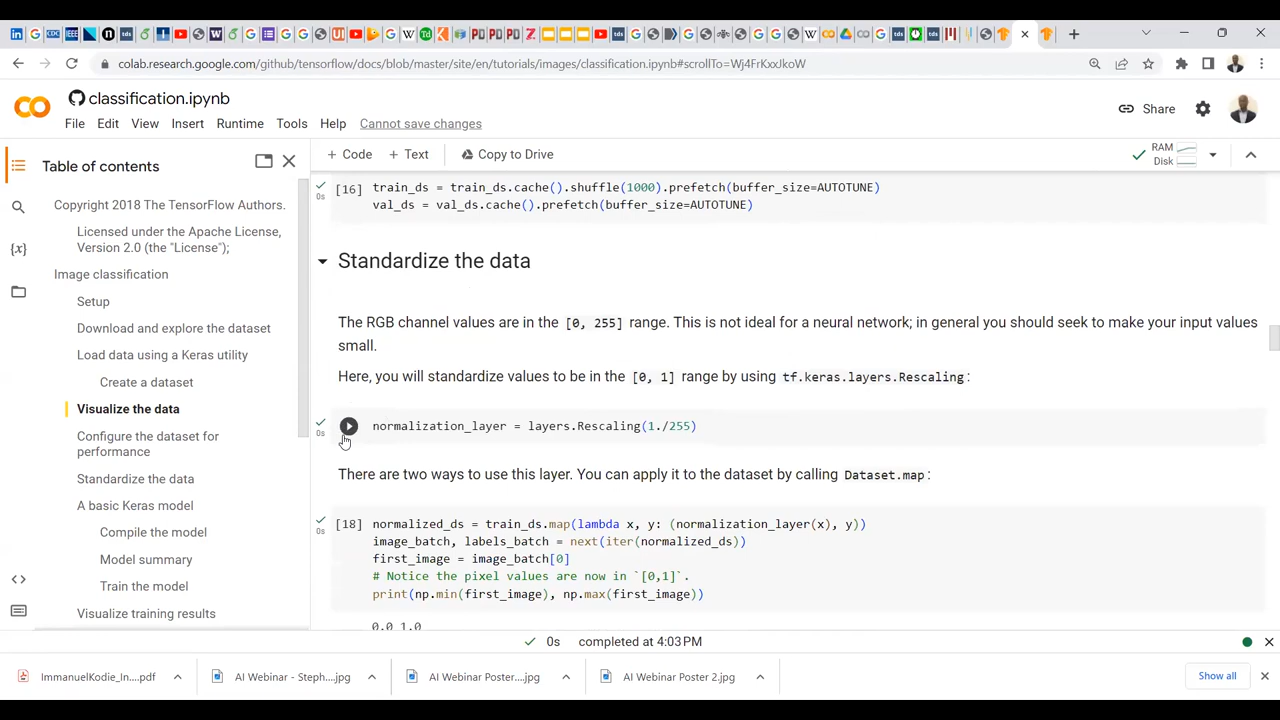 colab.research.google.com/github/tensorflow/docs/blob/master/site/en/tutorials/images/classification.ipynb#scrollTo=Wj4FrKxxJkoW
classification.ipynb
Share
File Edit View Insert Runtime Tools Help Cannot save changes
Table of contents
+ Code + Text Copy to Drive
RAM
Disk
Copyright 2018 The TensorFlow Authors.
Licensed under the Apache License,
Version 2.0 (the "License");
Image classification
Setup
Download and explore the dataset
Load data using a Keras utility
Create a dataset
Visualize the data
Configure the dataset for
performance
Standardize the data
A basic Keras model
Compile the model
Model summary
Train the model
Visualize training results
{x}
0s
[16] train_ds = train_ds.cache().shuffle(1000).prefetch(buffer_size=AUTOTUNE)
val_ds = val_ds.cache().prefetch(buffer_size=AUTOTUNE)
Standardize the data
The RGB channel values are in the [0, 255] range. This is not ideal for a neural network; in general you should seek to make your input values
small.
Here, you will standardize values to be in the [0, 1] range by using tf.keras.layers.Rescaling:
0s
normalization_layer = layers.Rescaling(1./255)
There are two ways to use this layer. You can apply it to the dataset by calling Dataset.map:
0s
[18] normalized_ds = train_ds.map(lambda x, y: (normalization_layer(x), y))
image_batch, labels_batch = next(iter(normalized_ds))
first_image = image_batch[0]
# Notice the pixel values are now in `[0,1]`.
print(np.min(first_image), np.max(first_image))
0.0 1.0
0s completed at 4:03 PM
ImmanuelKodie_In....pdf
AI Webinar - Steph....jpg
AI Webinar Poster....jpg
AI Webinar Poster 2.jpg
Show all